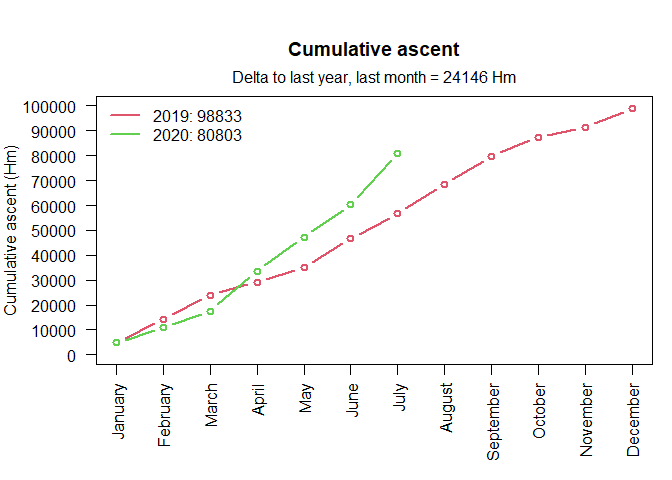 Cumulative ascent
Delta to last year, last month = 24146 Hm
Cumulative ascent (Hm)
100000
90000
80000
70000
60000
50000
40000
30000
20000
10000
0
2019: 98833
2020: 80803
January
February
March
April
May
June
July
August
September
October
November
December